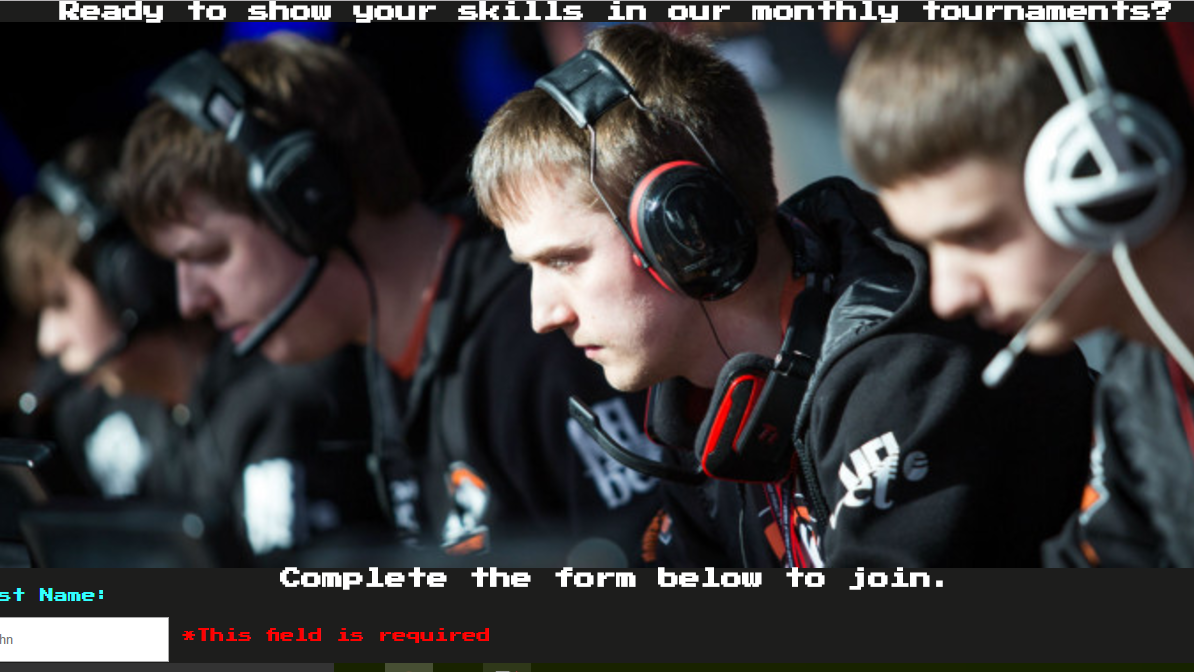 Ready to show your skills in our monthly tournaments?
Complete the form below to join.
st Name:
hn
*This field is required